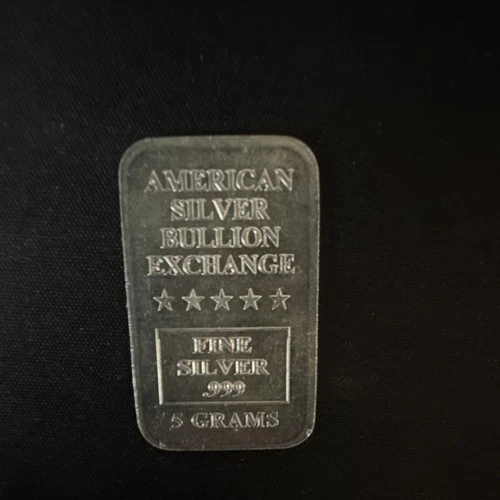 AMERICAN
SILVER
BULLION
EXCHANGE
FINE
SILVER
.999
5 GRAMS